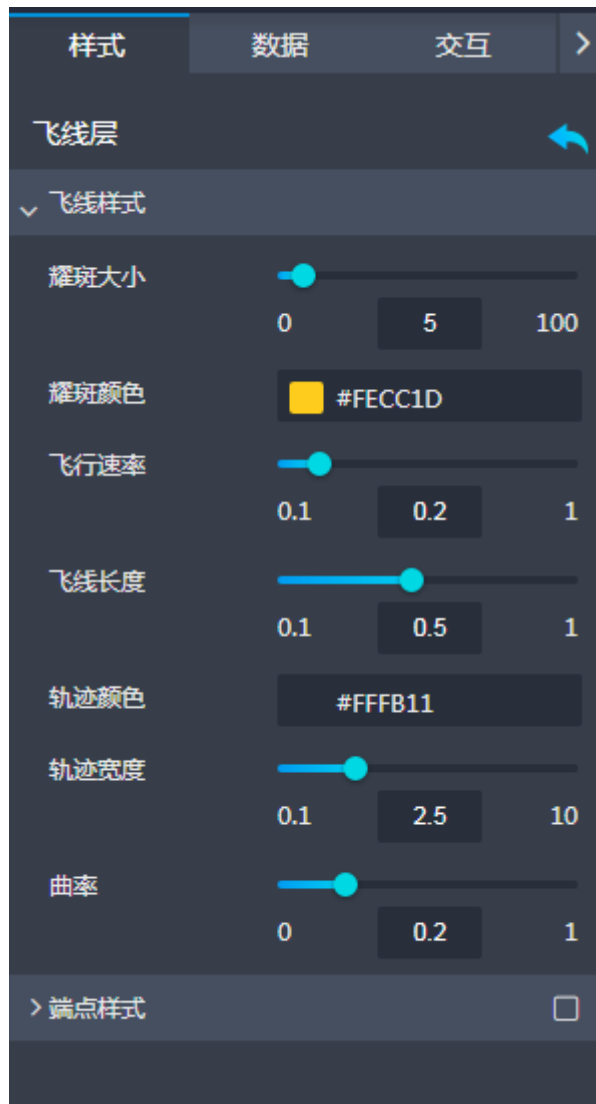 样式 数据 交互
飞线层
飞线样式
耀斑大小
0 5 100
耀斑颜色 #FECC1D
飞行速率
0.1 0.2 1
飞线长度
0.1 0.5 1
轨迹颜色 #FFFB11
轨迹宽度
0.1 2.5 10
曲率
0 0.2 1
端点样式